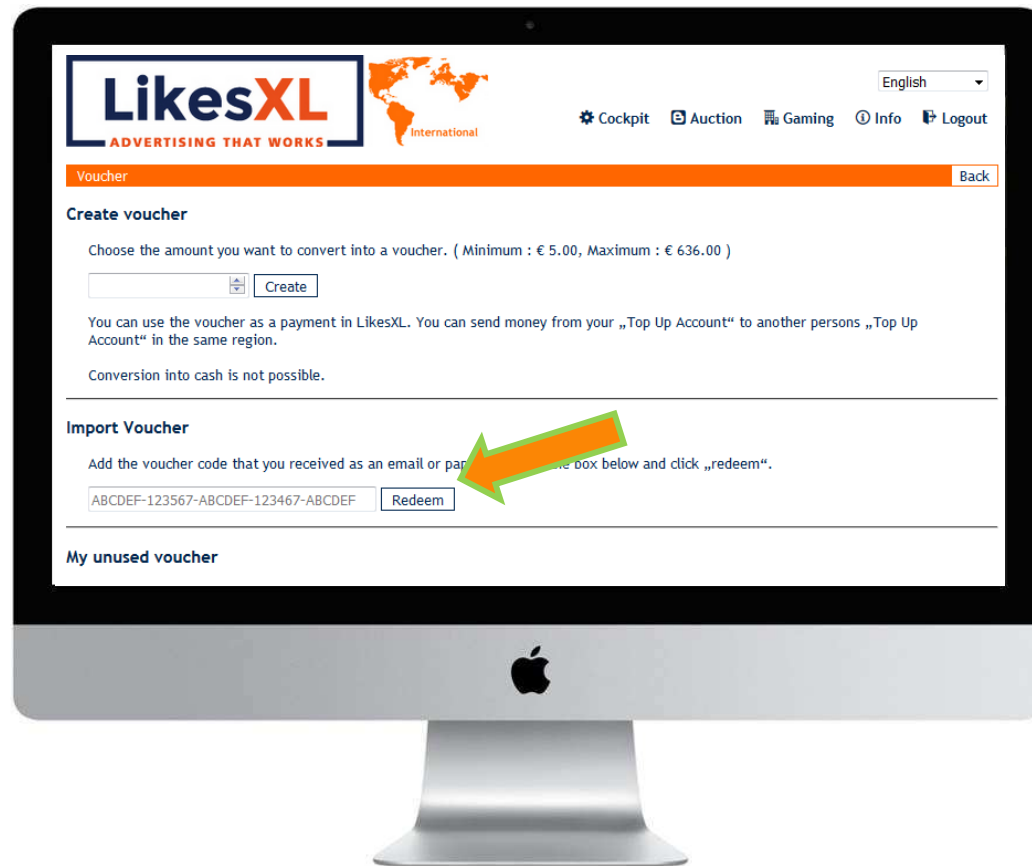 LikesXL
ADVERTISING THAT WORKS
International
English
Cockpit Auction Gaming Info Logout
Voucher Back
Create voucher
Choose the amount you want to convert into a voucher. ( Minimum : € 5.00, Maximum : € 636.00 )
Create
You can use the voucher as a payment in LikesXL. You can send money from your „Top Up Account“ to another persons „Top Up
Account“ in the same region.
Conversion into cash is not possible.
Import Voucher
Add the voucher code that you received as an email or box below and click „redeem“.
ABCDEF-123567-ABCDEF-123467-ABCDEF Redeem
My unused voucher